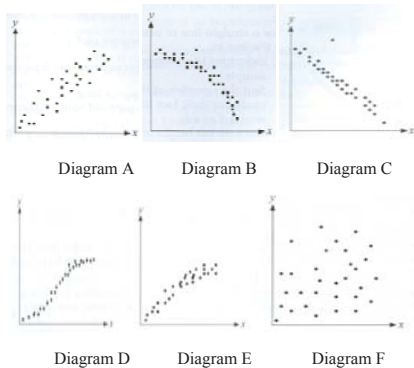 y y y
x x x
Diagram A Diagram B Diagram C
y y y
x x x
Diagram D Diagram E Diagram F